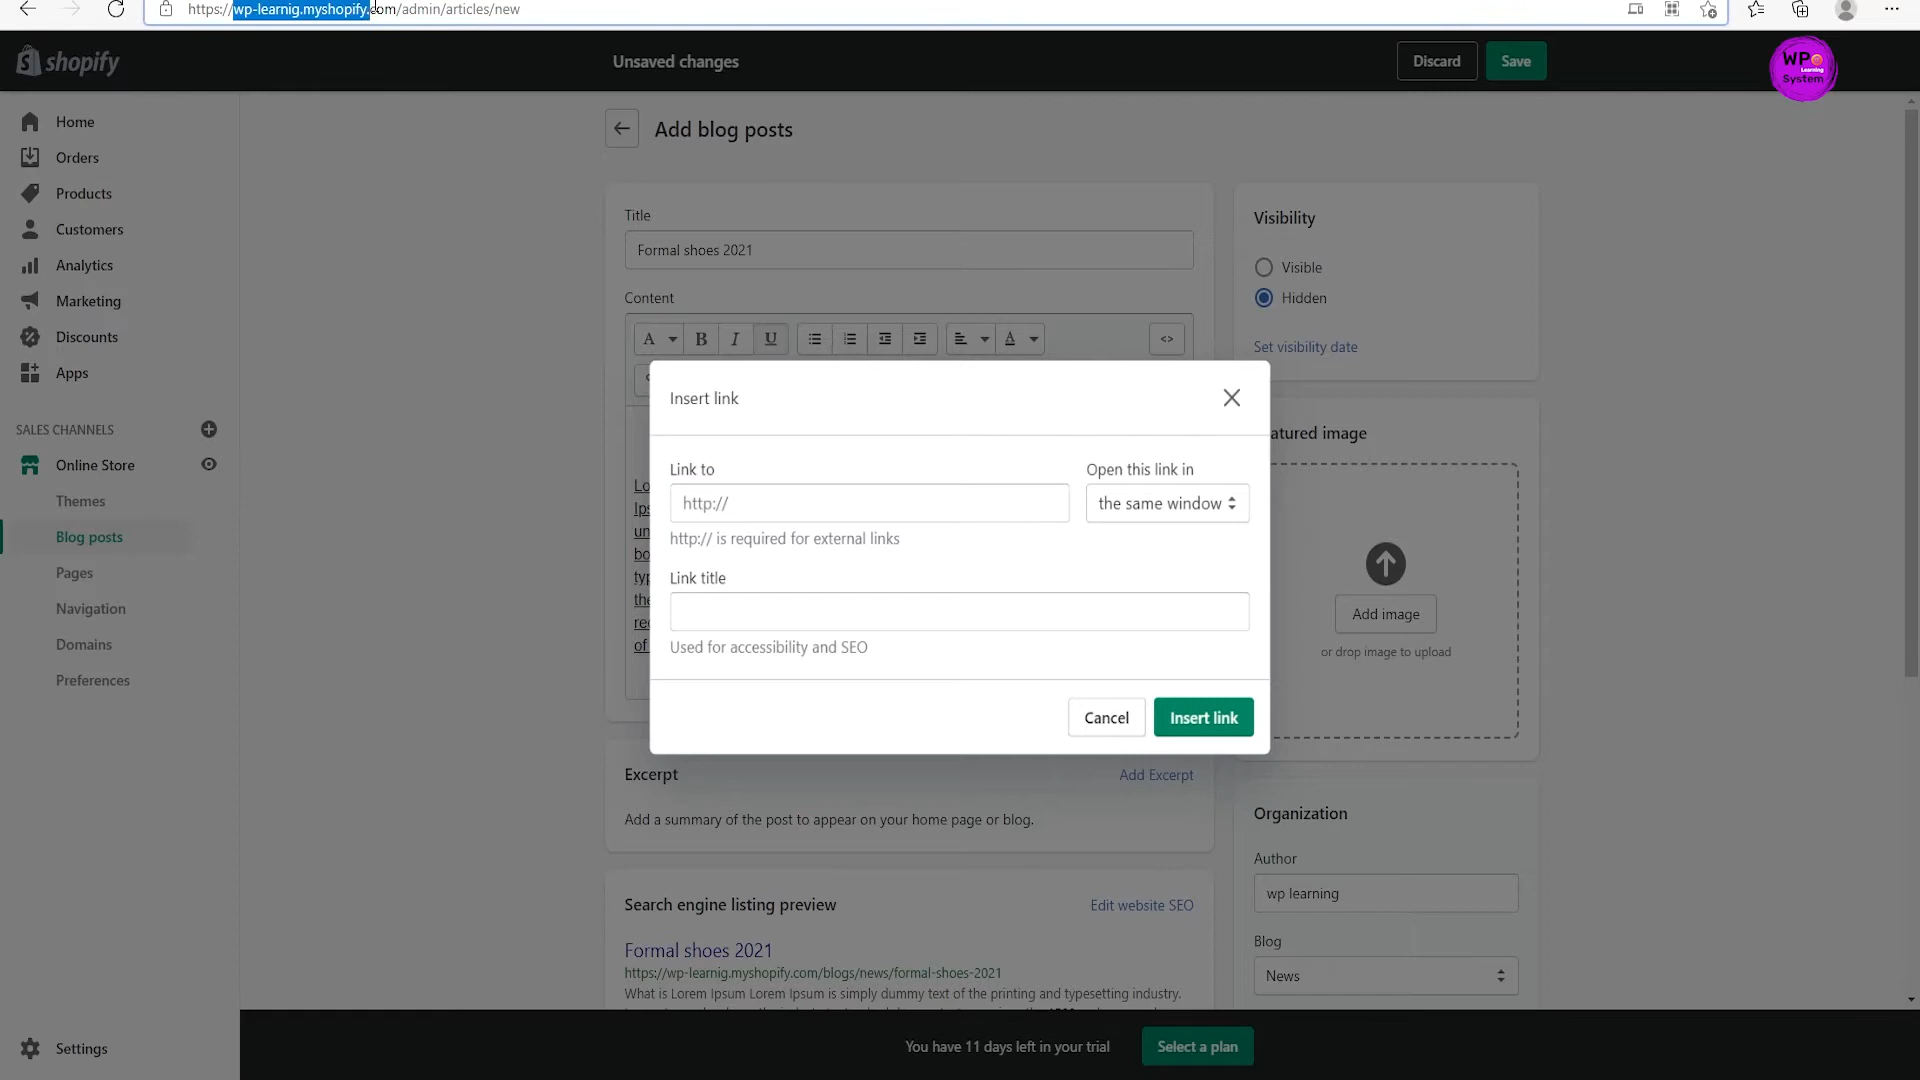 https://wp-learnig.myshopify.com/admin/articles/new
shopify
Unsaved changes
Discard
Save
WP
Learning
System
Home
Orders
Products
Customers
Analytics
Marketing
Discounts
Apps
SALES CHANNELS
Online Store
Themes
Blog posts
Pages
Navigation
Domains
Preferences
Settings
Add blog posts
Title
Formal shoes 2021
Content
A
B
I
U
A
<>
Visibility
Visible
Hidden
Set visibility date
Insert link
Link to
http://
http:// is required for external links
Open this link in
the same window
Link title
Used for accessibility and SEO
Cancel
Insert link
atured image
Add image
or drop image to upload
Excerpt
Add Excerpt
Add a summary of the post to appear on your home page or blog.
Search engine listing preview
Edit website SEO
Formal shoes 2021
https://wp-learnig.myshopify.com/blogs/news/formal-shoes-2021
What is Lorem Ipsum Lorem Ipsum is simply dummy text of the printing and typesetting industry.
Organization
Author
wp learning
Blog
News
You have 11 days left in your trial
Select a plan